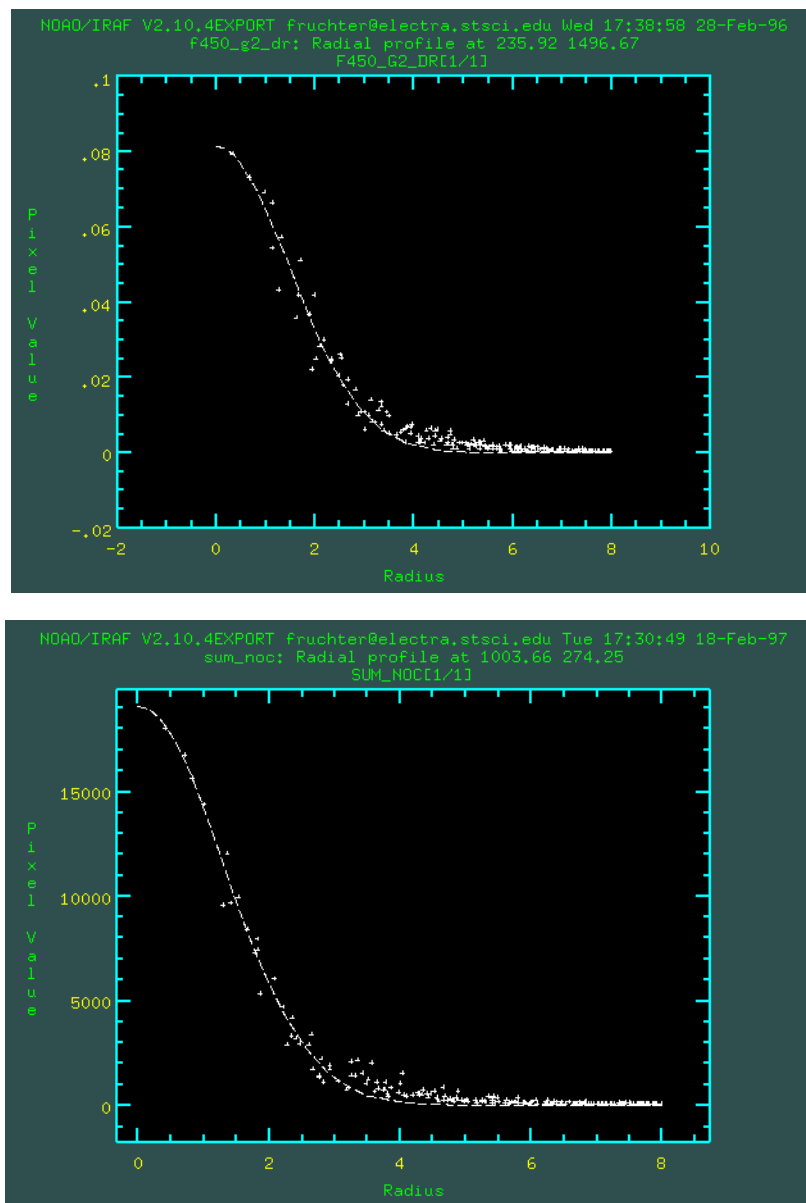 NOAO/IRAF V2.10.4EXPORT fruchter@electra.stsci.edu Wed 17:38:58 28-Feb-96
f450_g2_dr: Radial profile at 235.92 1496.67
F450_G2_DR[1/1]
.1
.08
.06
.04
.02
0
-.02
Pixel Value
-2 0 2 4 6 8 10
Radius
NOAO/IRAF V2.10.4EXPORT fruchter@electra.stsci.edu Tue 17:30:49 18-Feb-97
sum_noc: Radial profile at 1003.66 274.25
SUM_NOC[1/1]
15000
10000
5000
0
Pixel Value
0 2 4 6 8
Radius